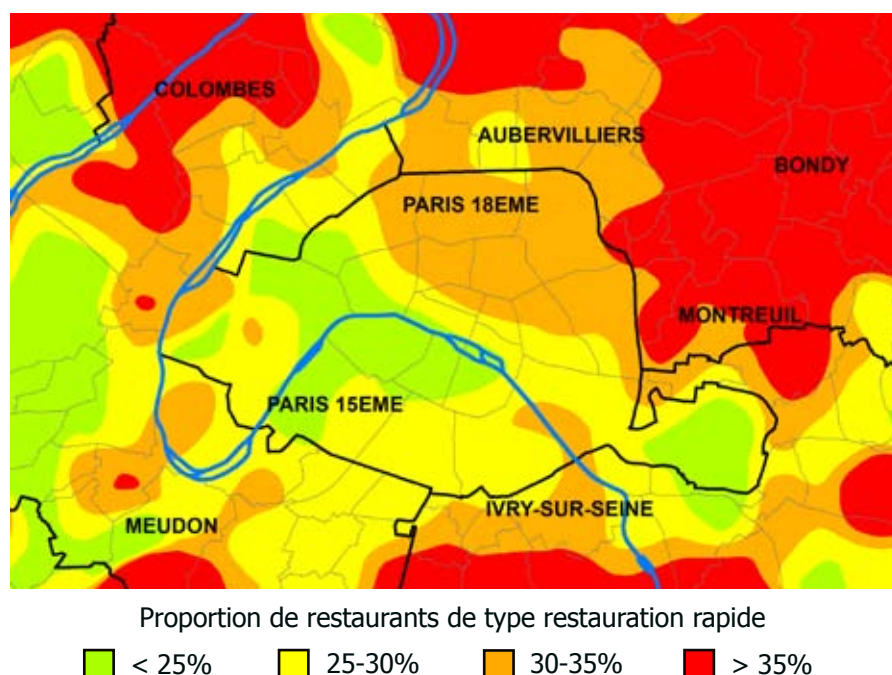 COLOMBES
AUBERVILLIERS
BONDY
PARIS 18EME
MONTREUIL
PARIS 15EME
IVRY-SUR-SEINE
MEUDON
Proportion de restaurants de type restauration rapide
< 25% 25-30% 30-35% > 35%